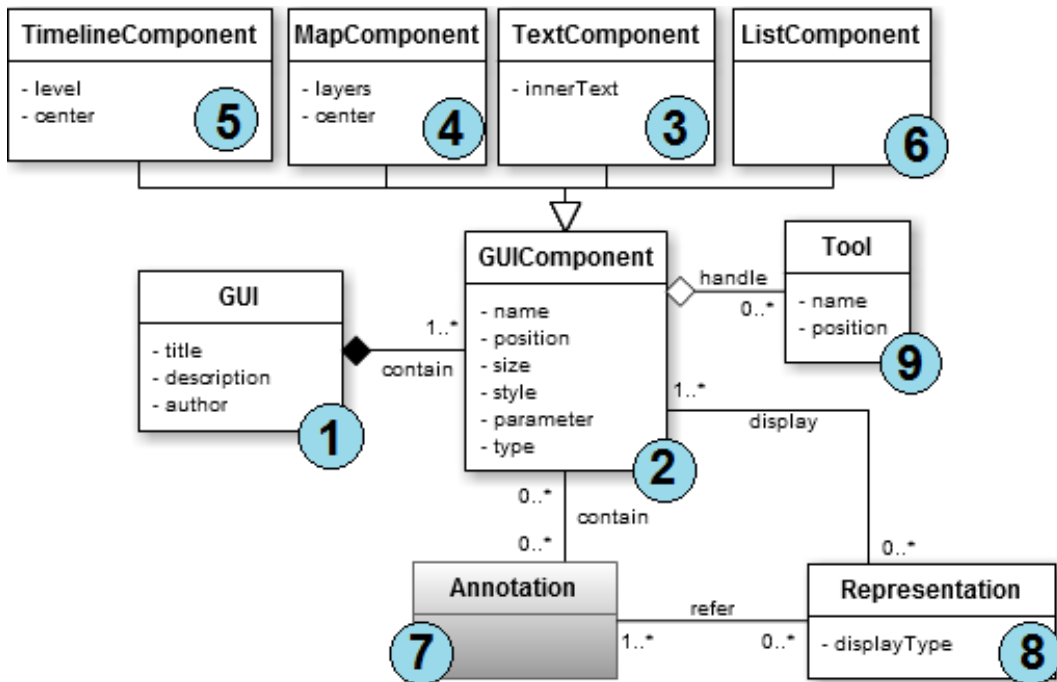 TimelineComponent
- level
- center
5
MapComponent
- layers
- center
4
TextComponent
- innerText
3
ListComponent
6
GUI
- title
- description
- author
1
1..*
contain
GUIComponent
- name
- position
- size
- style
- parameter
- type
2
handle
0..*
Tool
- name
- position
9
1..*
display
0..*
0..*
contain
0..*
Annotation
7
refer
1..*
0..*
Representation
- displayType
8